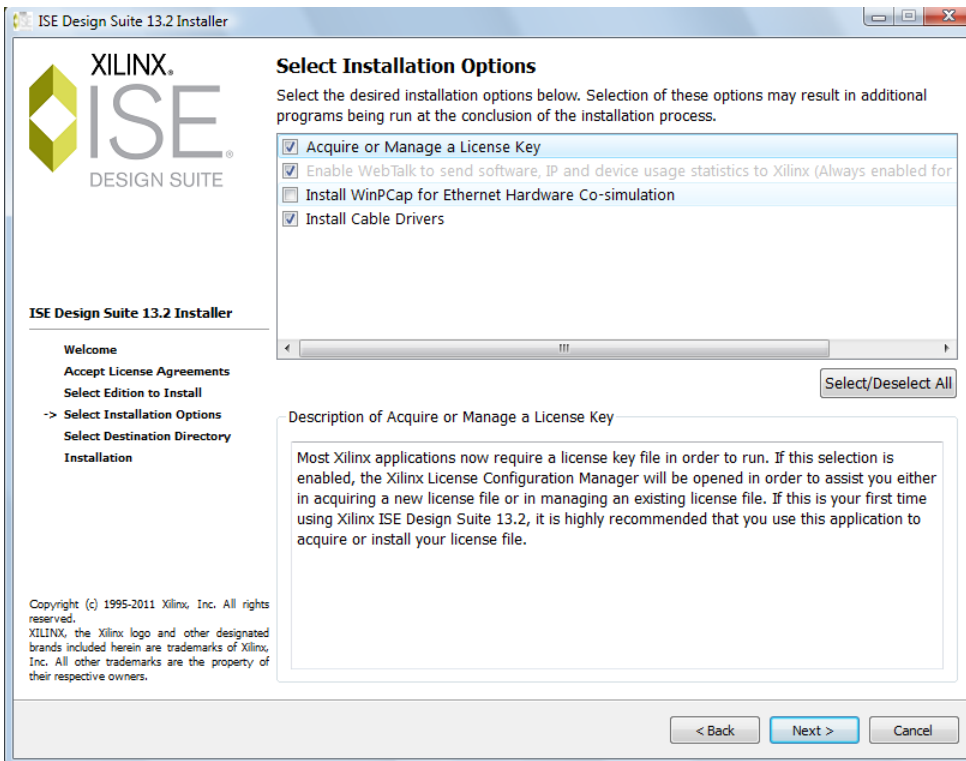 ISE Design Suite 13.2 Installer
XILINX®
ISE®
DESIGN SUITE
Select Installation Options
Select the desired installation options below. Selection of these options may result in additional
programs being run at the conclusion of the installation process.
Acquire or Manage a License Key
Enable WebTalk to send software, IP and device usage statistics to Xilinx (Always enabled for
Install WinPCap for Ethernet Hardware Co-simulation
Install Cable Drivers
Select/Deselect All
ISE Design Suite 13.2 Installer
Welcome
Accept License Agreements
Select Edition to Install
-> Select Installation Options
Select Destination Directory
Installation
Description of Acquire or Manage a License Key
Most Xilinx applications now require a license key file in order to run. If this selection is
enabled, the Xilinx License Configuration Manager will be opened in order to assist you either
in acquiring a new license file or in managing an existing license file. If this is your first time
using Xilinx ISE Design Suite 13.2, it is highly recommended that you use this application to
acquire or install your license file.
Copyright (c) 1995-2011 Xilinx, Inc. All rights
reserved.
XILINX, the Xilinx logo and other designated
brands included herein are trademarks of Xilinx,
Inc. All other trademarks are the property of
their respective owners.
< Back
Next >
Cancel